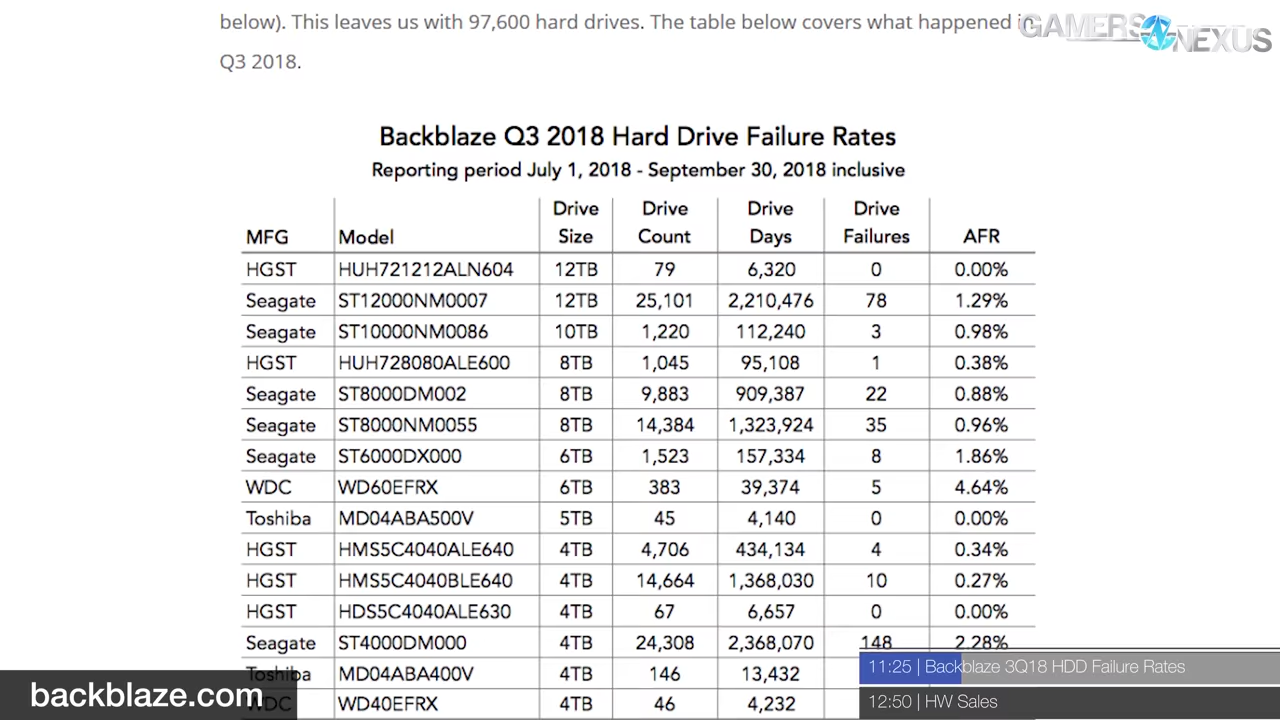 below). This leaves us with 97,600 hard drives. The table below covers what happened in
GAMERS NEXUS
Q3 2018.
Backblaze Q3 2018 Hard Drive Failure Rates
Reporting period July 1, 2018 - September 30, 2018 inclusive
MFG Model Drive Size Drive Count Drive Days Drive Failures AFR
HGST HUH721212ALN604 12TB 79 6,320 0 0.00%
Seagate ST12000NM0007 12TB 25,101 2,210,476 78 1.29%
Seagate ST10000NM0086 10TB 1,220 112,240 3 0.98%
HGST HUH728080ALE600 8TB 1,045 95,108 1 0.38%
Seagate ST8000DM002 8TB 9,883 909,387 22 0.88%
Seagate ST8000NM0055 8TB 14,384 1,323,924 35 0.96%
Seagate ST6000DX000 6TB 1,523 157,334 8 1.86%
WDC WD60EFRX 6TB 383 39,374 5 4.64%
Toshiba MD04ABA500V 5TB 45 4,140 0 0.00%
HGST HMS5C4040ALE640 4TB 4,706 434,134 4 0.34%
HGST HMS5C4040BLE640 4TB 14,664 1,368,030 10 0.27%
HGST HDS5C4040ALE630 4TB 67 6,657 0 0.00%
Seagate ST4000DM000 4TB 24,308 2,368,070 148 2.28%
Toshiba MD04ABA400V 4TB 146 13,432
WDC WD40EFRX 4TB 46 4,232
backblaze.com
11:25 | Backblaze 3Q18 HDD Failure Rates
12:50 | HW Sales